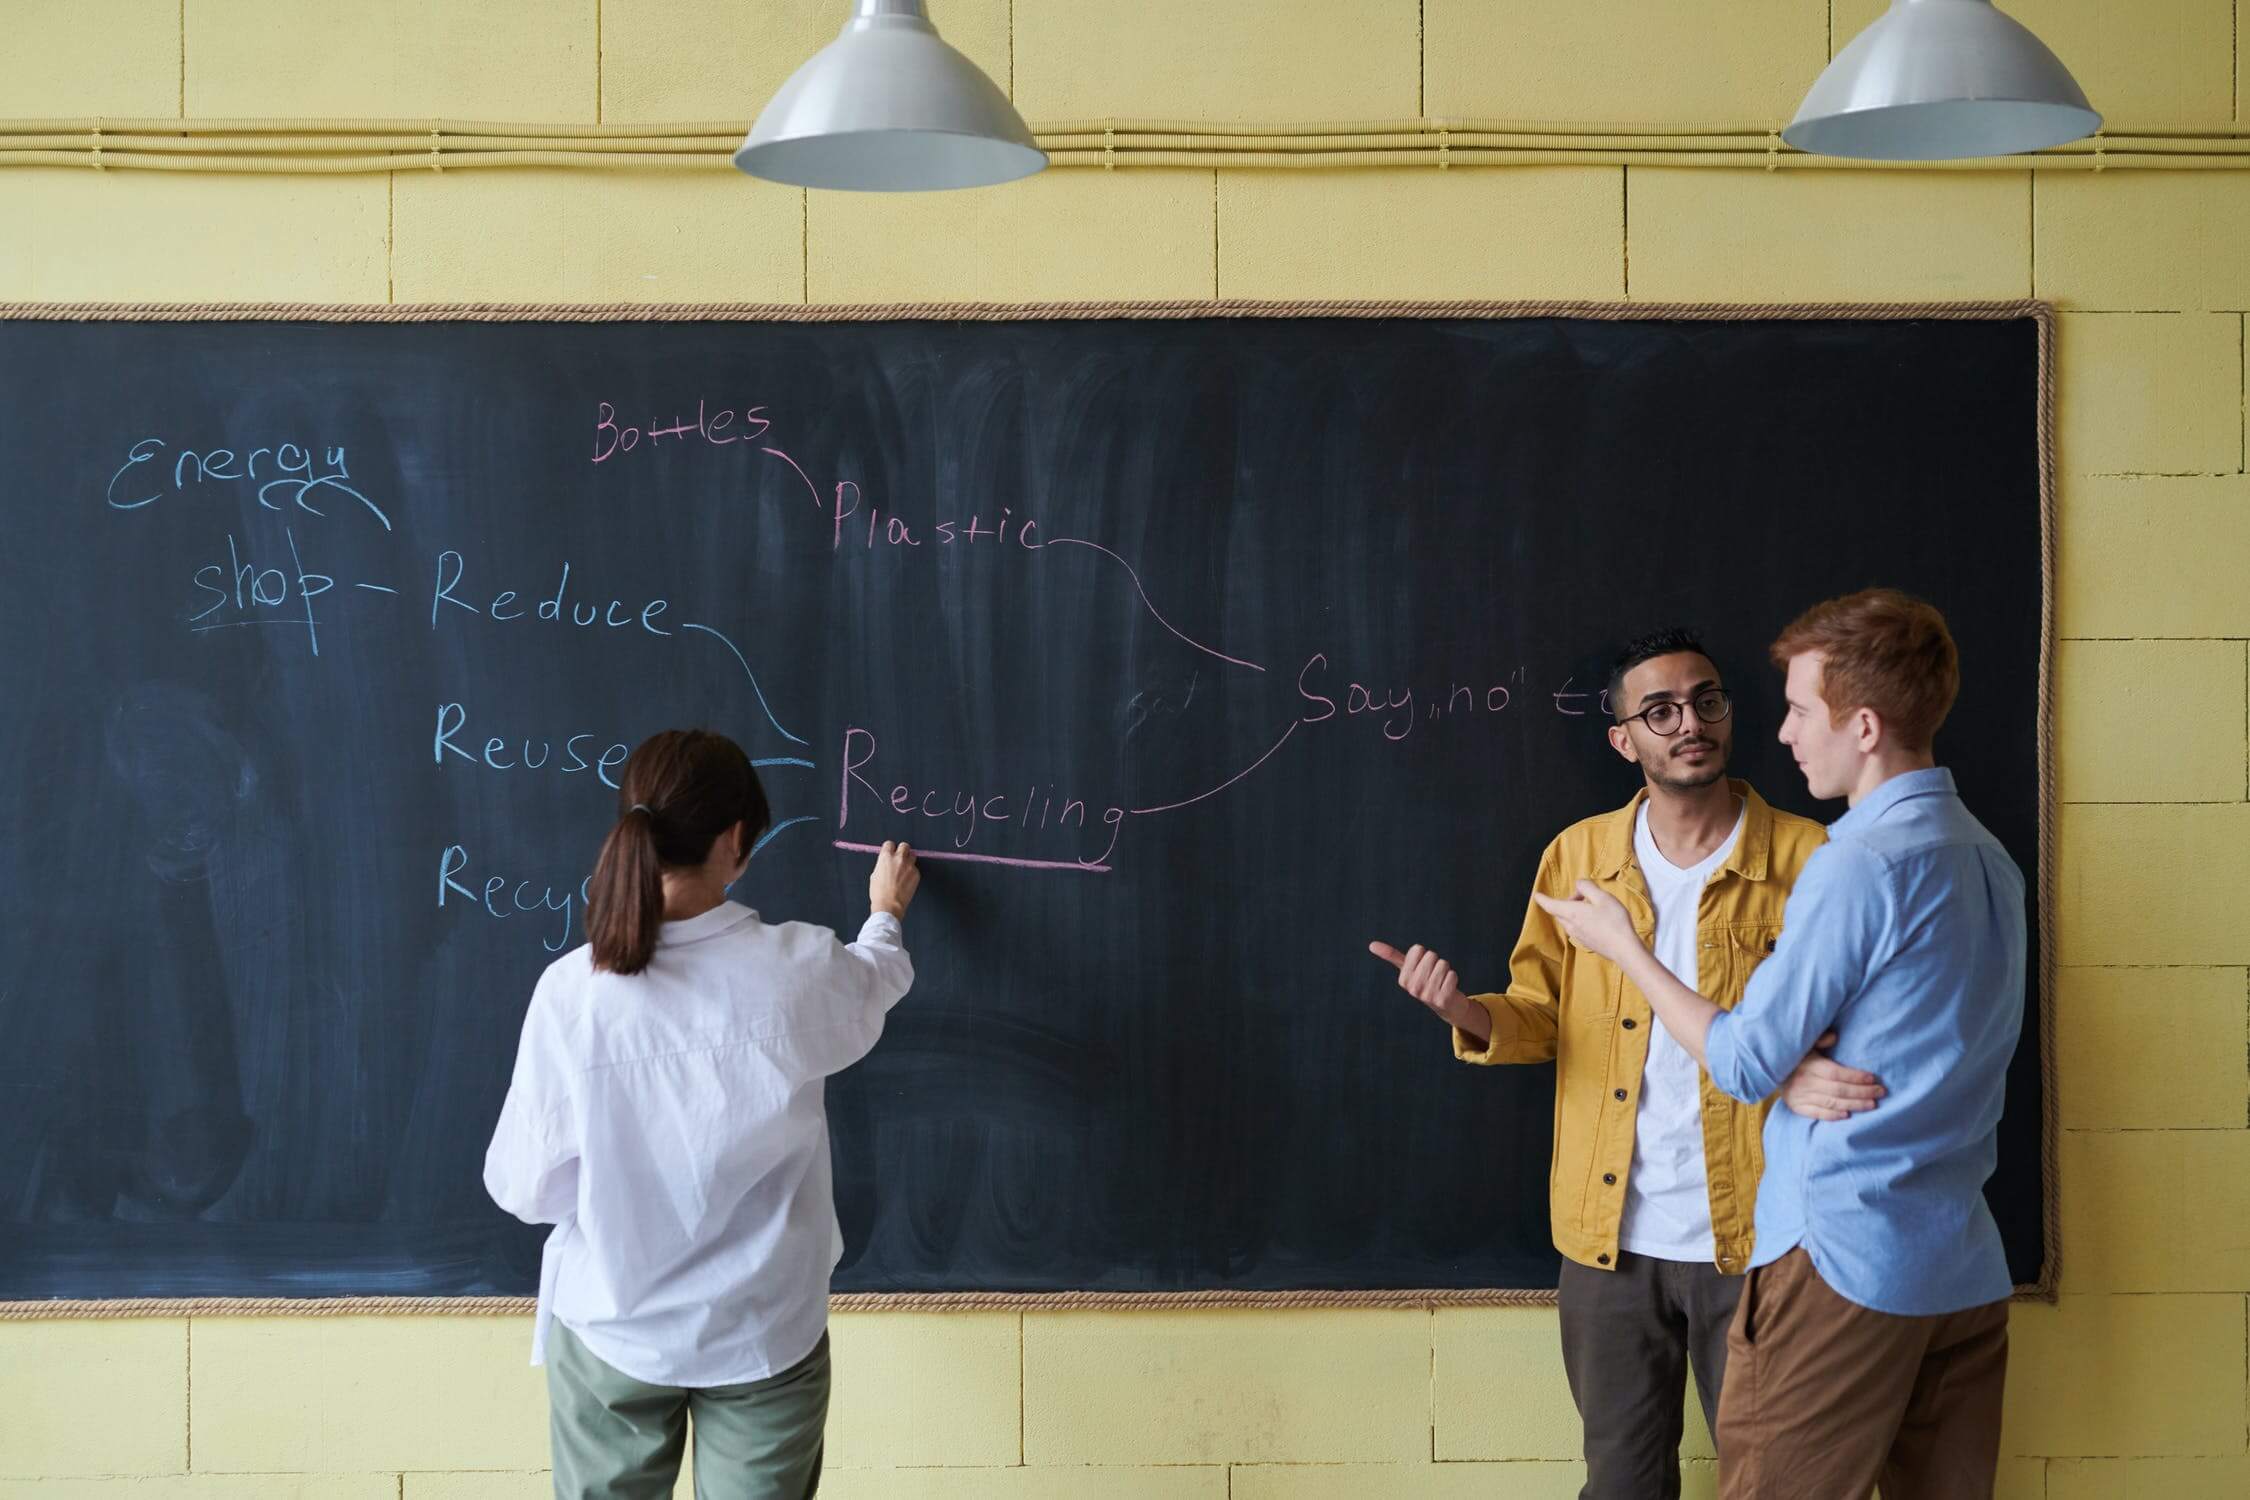 Bottles
Energy
Plastic
shop - Reduce
Say „no"
Reuse
Recycling